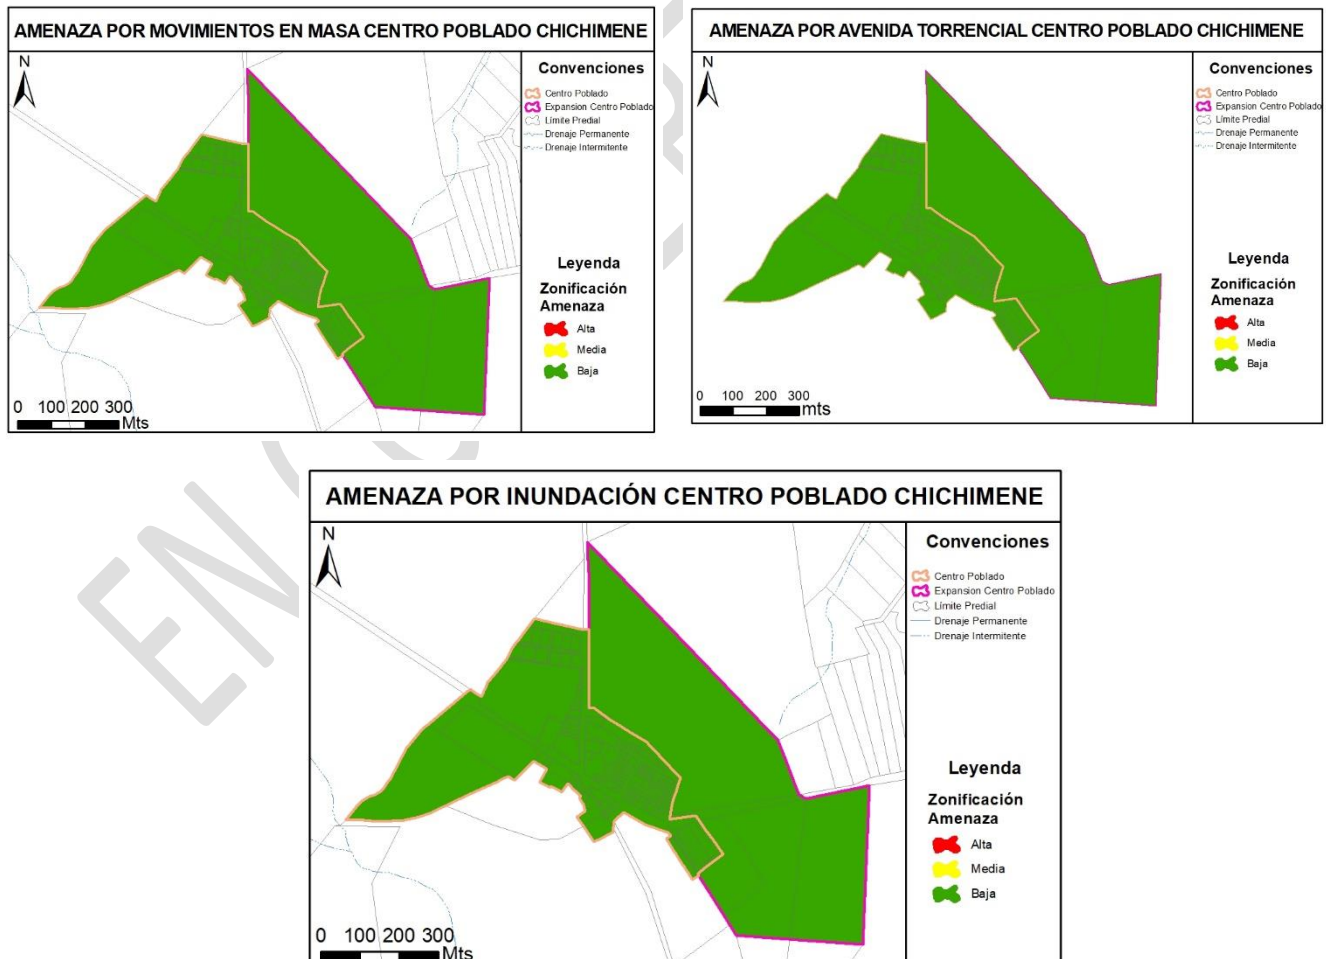 AMENAZA POR MOVIMIENTOS EN MASA CENTRO POBLADO CHICHIMENE
N
Convenciones
Centro Poblado
Expansion Centro Poblado
Límite Predial
Drenaje Permanente
Drenaje Intermitente
Leyenda
Zonificación
Amenaza
Alta
Media
Baja
0 100 200 300
Mts
AMENAZA POR AVENIDA TORRENCIAL CENTRO POBLADO CHICHIMENE
N
Convenciones
Centro Poblado
Expansion Centro Poblado
Límite Predial
Drenaje Permanente
Drenaje Intermitente
Leyenda
Zonificación
Amenaza
Alta
Media
Baja
0 100 200 300
mts
AMENAZA POR INUNDACIÓN CENTRO POBLADO CHICHIMENE
N
Convenciones
Centro Poblado
Expansion Centro Poblado
Límite Predial
Drenaje Permanente
Drenaje Intermitente
Leyenda
Zonificación
Amenaza
Alta
Media
Baja
0 100 200 300
Mts
EN